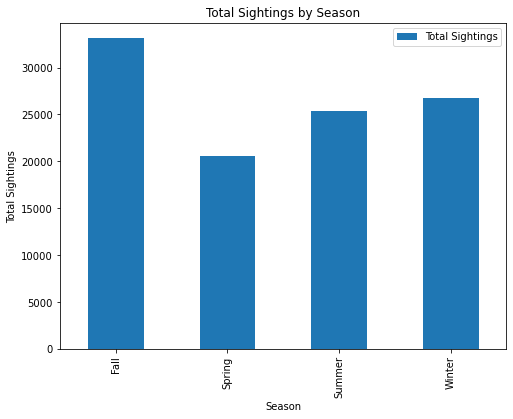 Total Sightings by Season
Total Sightings
30000
25000
20000
15000
10000
5000
0
Total Sightings
Fall
Spring
Summer
Winter
Season